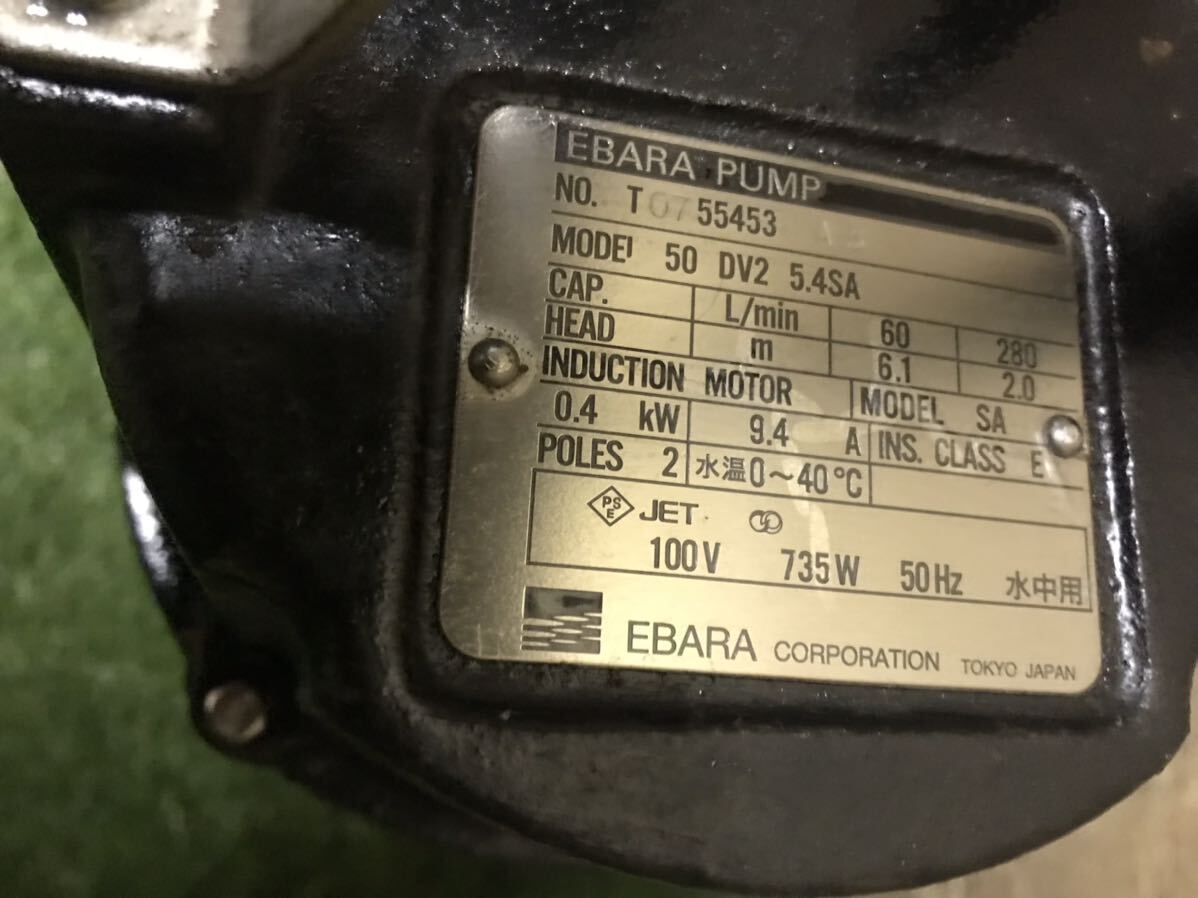 EBARA PUMP
NO. T0755453
MODEL 50 DV2 5.4SA
CAP. L/min 60 280
HEAD m 6.1 2.0
INDUCTION MOTOR MODEL SA
0.4 kW 9.4 A INS. CLASS E
POLES 2 水温0~40°C
PS E JET
100V 735W 50Hz 水中用
EBARA CORPORATION TOKYO JAPAN